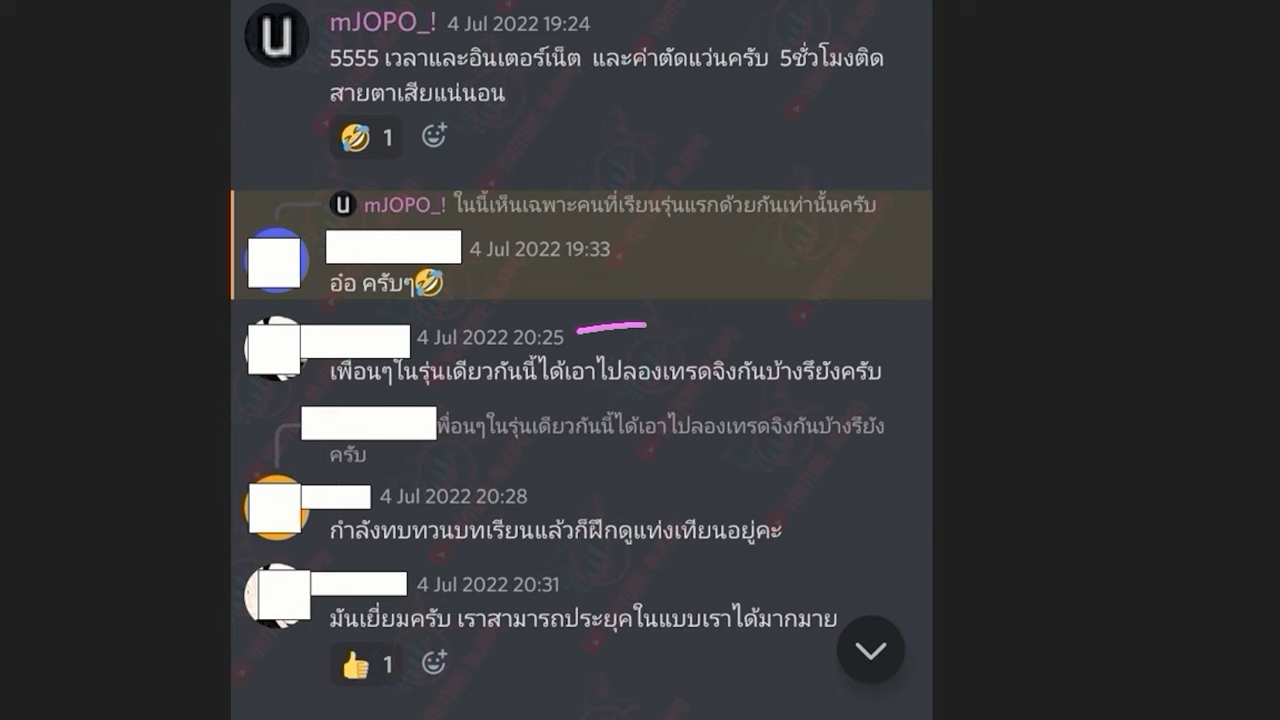 mJOPO_! 4 Jul 2022 19:24
5555 เวลาและอินเตอร์เน็ต และค่าตัดแว่นครับ 5ชั่วโมงติด
สายตาเสียแน่นอน
🤣 1
mJOPO_! ในนี้เห็นเฉพาะคนที่เรียนรุ่นแรกด้วยกันเท่านั้นครับ
4 Jul 2022 19:33
อ๋อ ครับๆ🤣
4 Jul 2022 20:25
เพื่อนๆในรุ่นเดียวกันนี้ได้เอาไปลองเทรดจิงกันบ้างรึยังครับ
พื่อนๆในรุ่นเดียวกันนี้ได้เอาไปลองเทรดจิงกันบ้างรึยัง
ครับ
4 Jul 2022 20:28
กำลังทบทวนบทเรียนแล้วก็ฝึกดูแท่งเทียนอยู่คะ
4 Jul 2022 20:31
มันเยี่ยมครับ เราสามารถประยุคในแบบเราได้มากมาย
👍 1